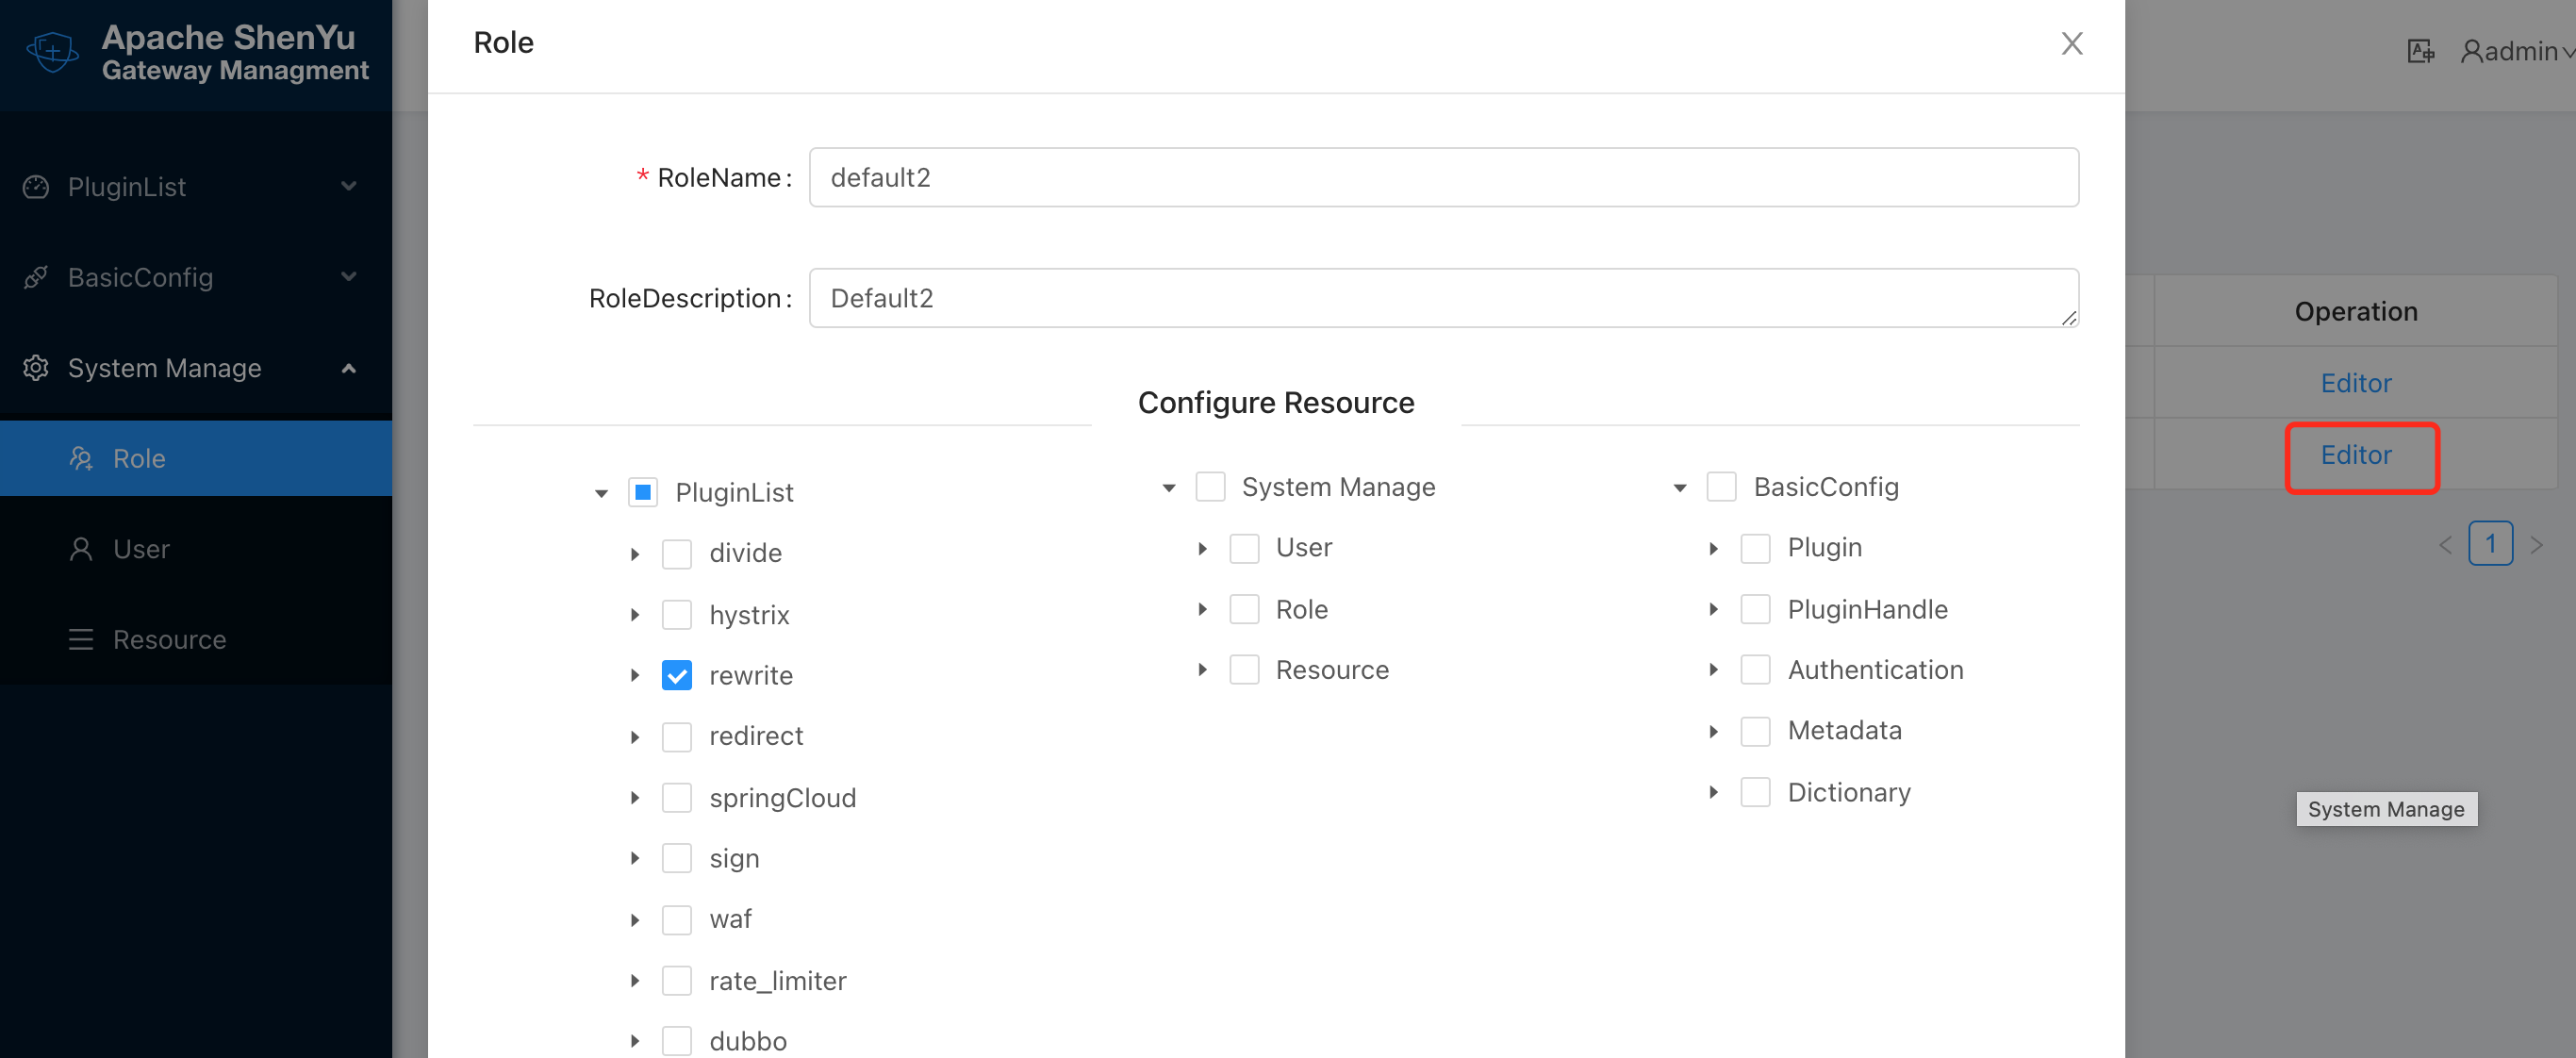 Apache ShenYu
Gateway Managment
PluginList
BasicConfig
System Manage
Role
User
Resource
Role
* RoleName:
default2
RoleDescription:
Default2
Configure Resource
PluginList
divide
hystrix
rewrite
redirect
springCloud
sign
waf
rate_limiter
dubbo
System Manage
User
Role
Resource
BasicConfig
Plugin
PluginHandle
Authentication
Metadata
Dictionary
admin
Operation
Editor
Editor
1
System Manage